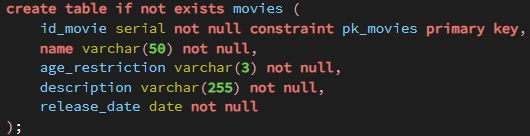 create table if not exists movies (
    id_movie serial not null constraint pk_movies primary key,
    name varchar(50) not null,
    age_restriction varchar(3) not null,
    description varchar(255) not null,
    release_date date not null
);